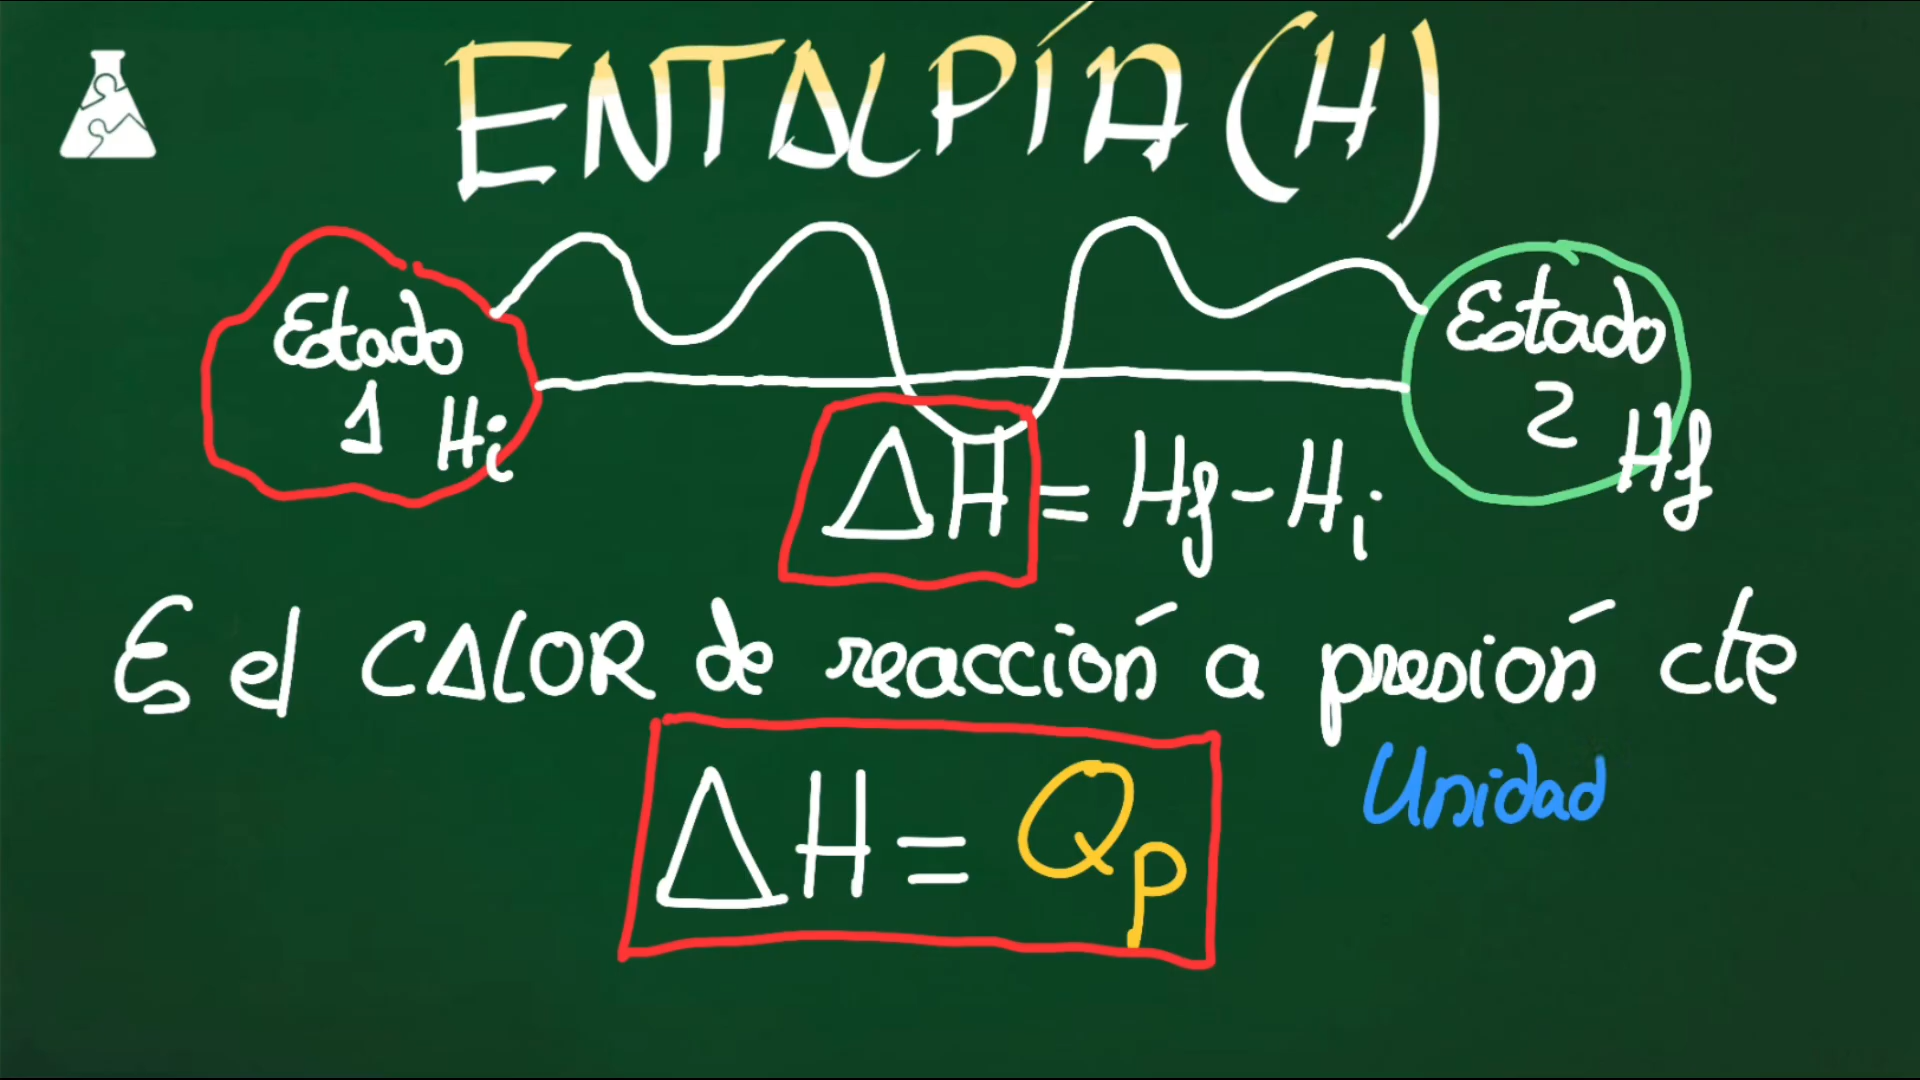 ENTALPÍA (H)
Estado
1 Hi
Estado
2 Hf
ΔH = Hf - Hi
Es el CALOR de reacción a presión cte
Unidad
ΔH = Qp